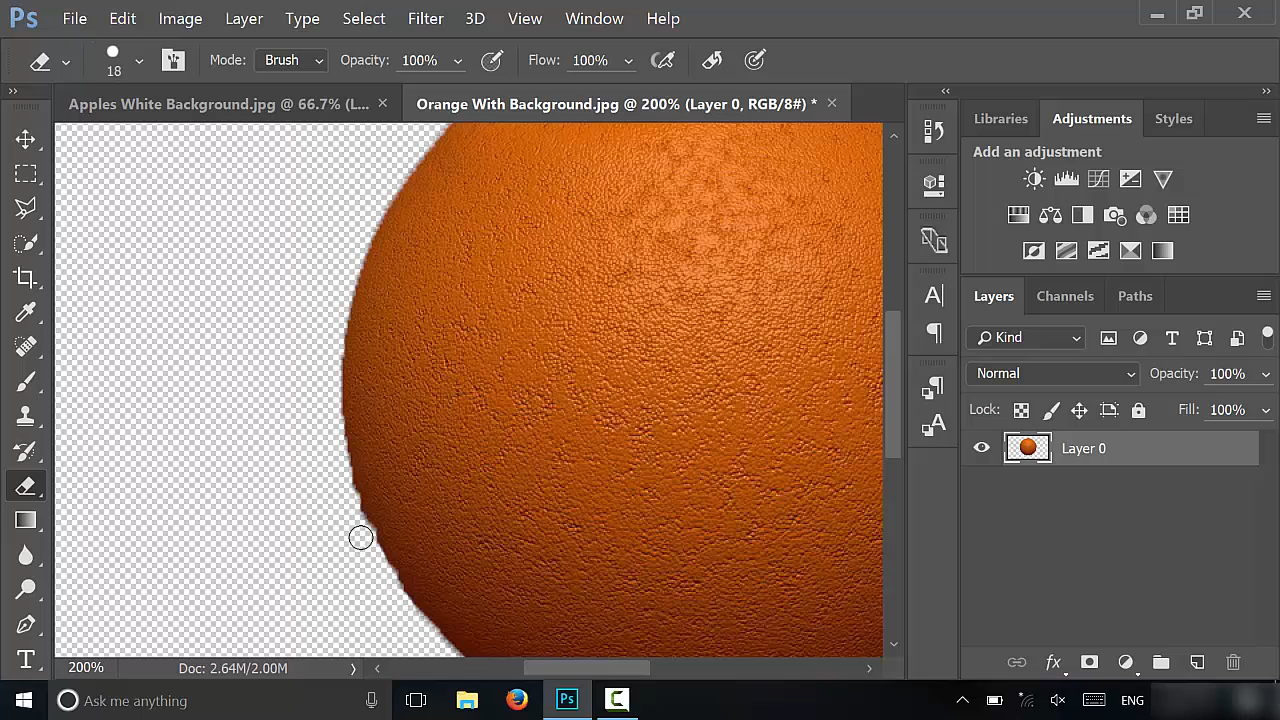 Ps File Edit Image Layer Type Select Filter 3D View Window Help
18 Mode: Brush Opacity: 100% Flow: 100%
Apples White Background.jpg @ 66.7% (L... Orange With Background.jpg @ 200% (Layer 0, RGB/8#) *
Libraries Adjustments Styles
Add an adjustment
Layers Channels Paths
Kind
Normal Opacity: 100%
Lock: Fill: 100%
Layer 0
200% Doc: 2.64M/2.00M
Ask me anything Ps ENG